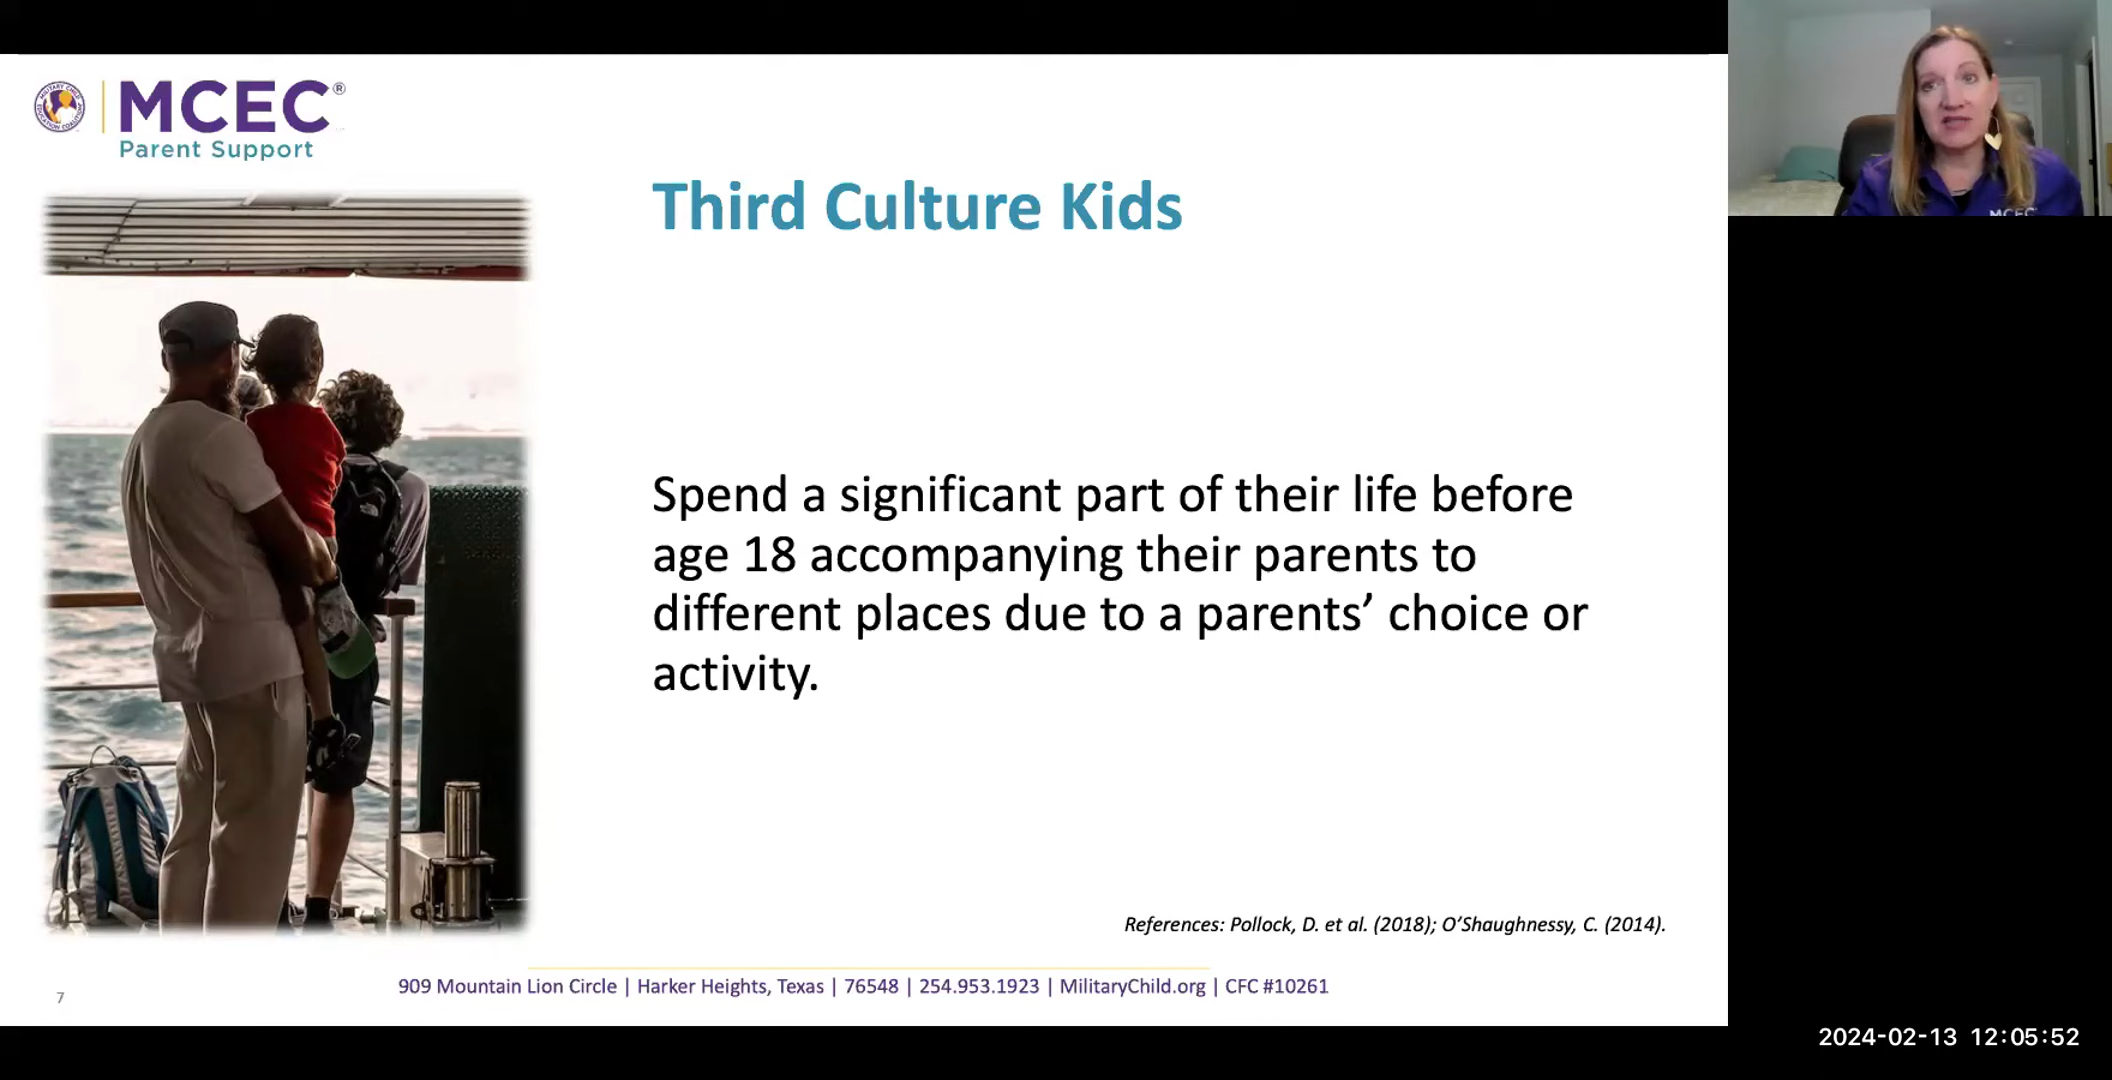 MCEC®
Parent Support
Third Culture Kids
Spend a significant part of their life before
age 18 accompanying their parents to
different places due to a parents’ choice or
activity.
References: Pollock, D. et al. (2018); O’Shaughnessy, C. (2014).
909 Mountain Lion Circle | Harker Heights, Texas | 76548 | 254.953.1923 | MilitaryChild.org | CFC #10261
7
MCEC
2024-02-13 12:05:52